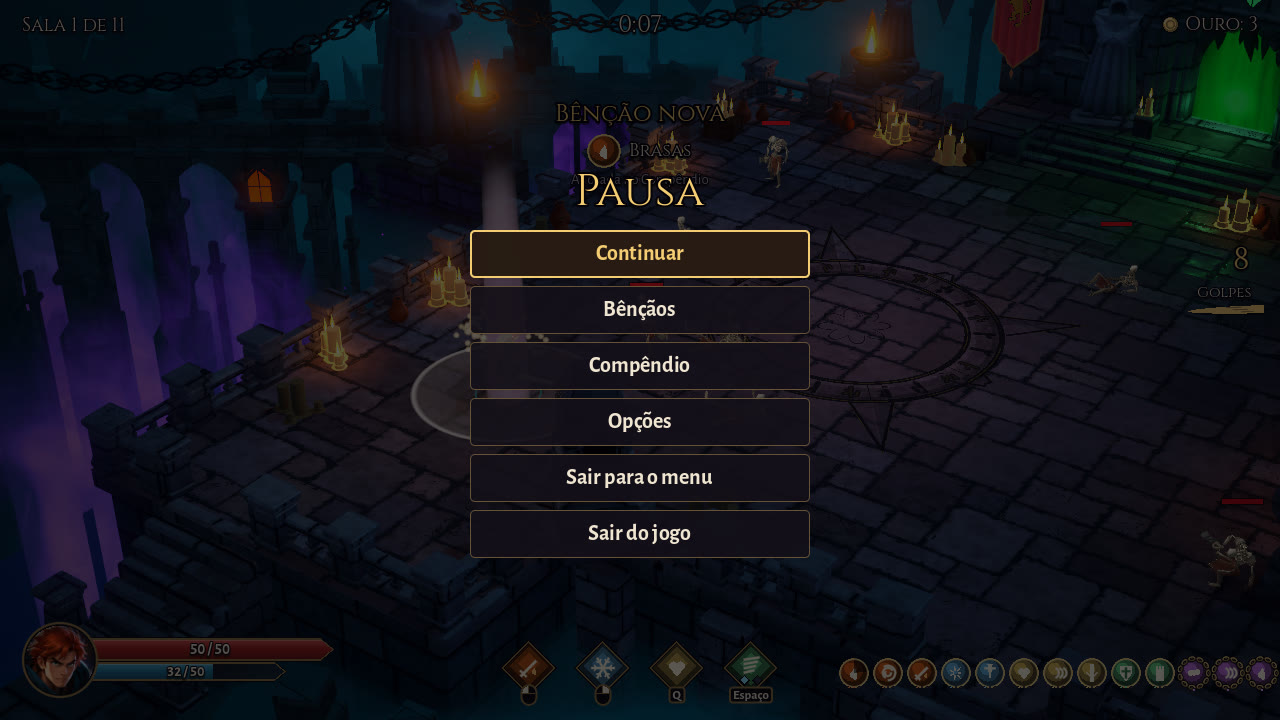 Sala 1 de 11
0:07
Ouro: 3
Bênção nova
Brasas
Pausa
Continuar
8
Golpes
Bênçãos
Compêndio
Opções
Sair para o menu
Sair do jogo
50/50
32/50
Q
Espaço